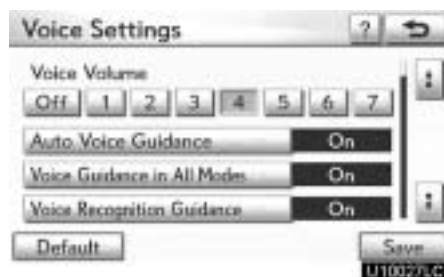 Voice Settings ?
Voice Volume
Off 1 2 3 4 5 6 7
Auto Voice Guidance On
Voice Guidance in All Modes On
Voice Recognition Guidance On
Default Save